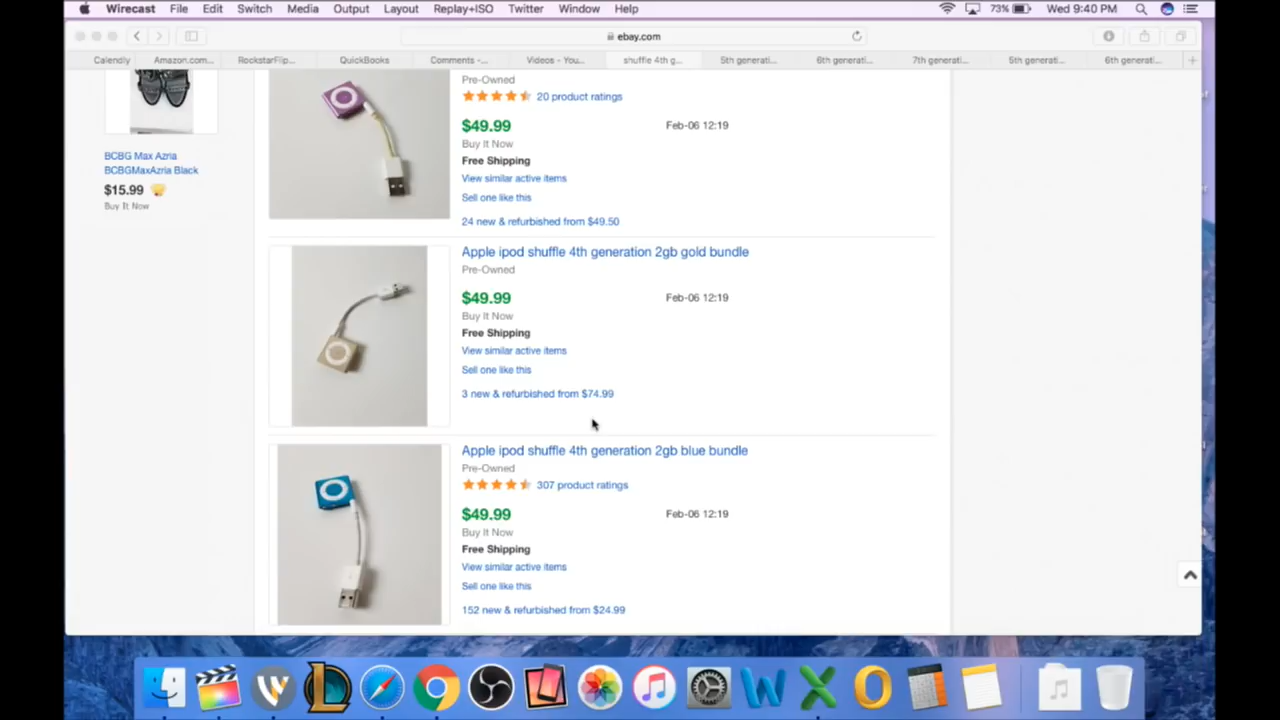 Wirecast File Edit Switch Media Output Layout Replay+ISO Twitter Window Help 73% Wed 9:40 PM
ebay.com
Calendly Amazon.com... RockstarFlip... QuickBooks Comments -... Videos - You... shuffle 4th g... 5th generati... 6th generati... 7th generati... 5th generati... 6th generati...
BCBG Max Azria
BCBGMaxAzria Black
$15.99
Buy It Now
Pre-Owned
20 product ratings
$49.99 Feb-06 12:19
Buy It Now
Free Shipping
View similar active items
Sell one like this
24 new & refurbished from $49.50
Apple ipod shuffle 4th generation 2gb gold bundle
Pre-Owned
$49.99 Feb-06 12:19
Buy It Now
Free Shipping
View similar active items
Sell one like this
3 new & refurbished from $74.99
Apple ipod shuffle 4th generation 2gb blue bundle
Pre-Owned
307 product ratings
$49.99 Feb-06 12:19
Buy It Now
Free Shipping
View similar active items
Sell one like this
152 new & refurbished from $24.99